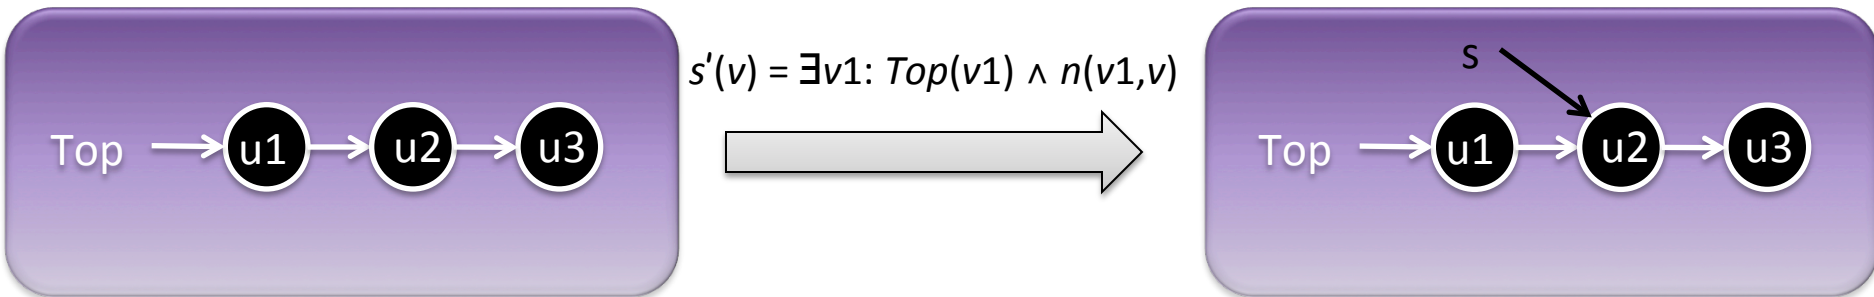 Top u1 u2 u3
s'(v) = ∃v1: Top(v1) ∧ n(v1,v)
s
Top u1 u2 u3